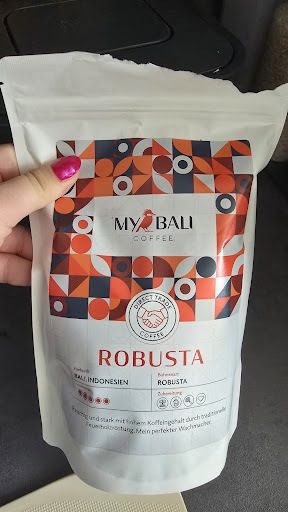 MY BALI
COFFEE
DIRECT TRADE
COFFEE
ROBUSTA
Herkunft
BALI, INDONESIEN
Bohnenart
ROBUSTA
Zubereitung
Kräftig und stark mit hohem Koffeingehalt durch traditionelle
Feuerholzröstung. Mein perfekter Wachmacher.